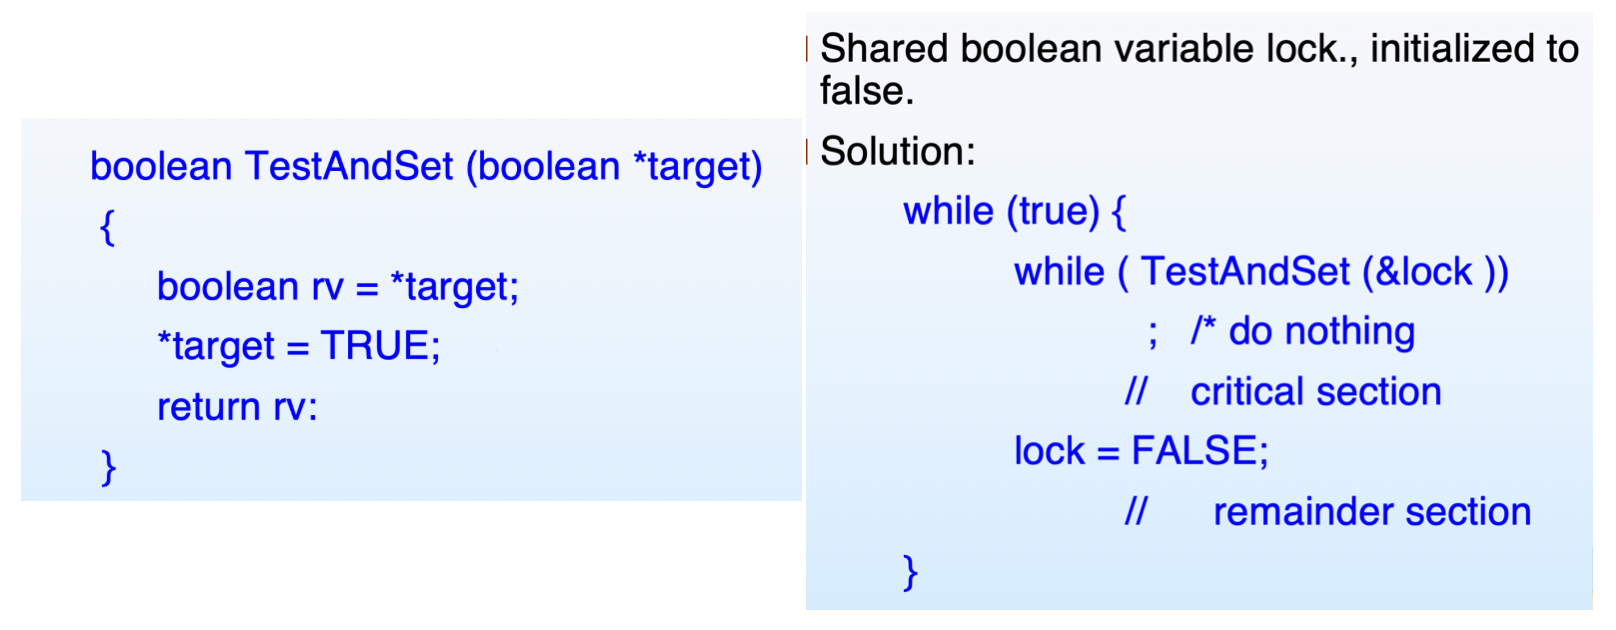 boolean TestAndSet (boolean *target)
{
boolean rv = *target;
*target = TRUE;
return rv:
}
Shared boolean variable lock., initialized to
false.
Solution:
while (true) {
while ( TestAndSet (&lock ))
; /* do nothing
// critical section
lock = FALSE;
// remainder section
}